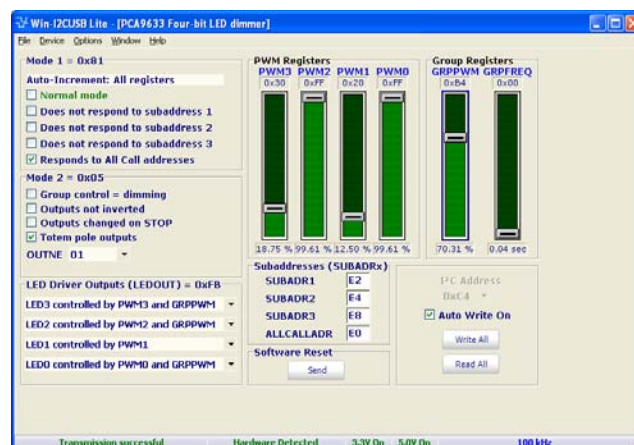 Win-I2CUSB Lite - [PCA9633 Four-bit LED dimmer]
File Device Options Window Help
Mode 1 = 0x81
Auto-Increment: All registers
Normal mode
Does not respond to subaddress 1
Does not respond to subaddress 2
Does not respond to subaddress 3
Responds to All Call addresses
Mode 2 = 0x05
Group control = dimming
Outputs not inverted
Outputs changed on STOP
Totem pole outputs
OUTNE 01
LED Driver Outputs (LEDOUT) = 0xFB
LED3 controlled by PWM3 and GRPPWM
LED2 controlled by PWM2 and GRPPWM
LED1 controlled by PWM1
LED0 controlled by PWM0 and GRPPWM
PWM Registers
PWM3 PWM2 PWM1 PWM0
0x30 0xFF 0x20 0xFF
18.75 % 99.61 % 12.50 % 99.61 %
Group Registers
GRPPWM GRPFREQ
0xB4 0x00
70.31 % 0.04 sec
Subaddresses (SUBADRx)
SUBADR1 E2
SUBADR2 E4
SUBADR3 E8
ALLCALLADR E0
Software Reset
Send
I²C Address
0xC4
Auto Write On
Write All
Read All
Transmission successful Hardware Detected 3.3V On 5.0V On 100 kHz